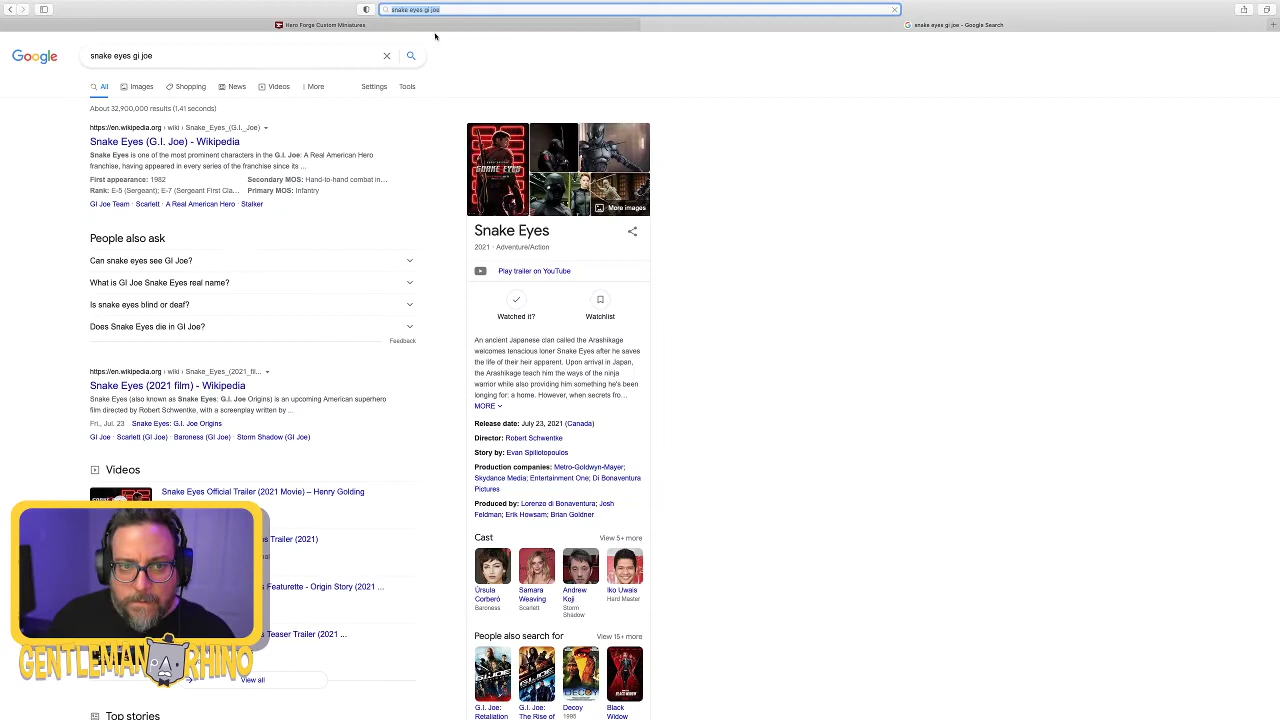 snake eyes gi joe
Hero Forge Custom Miniatures
snake eyes gi joe - Google Search
Google
snake eyes gi joe
All
Images
Shopping
News
Videos
More
Settings
Tools
About 32,900,000 results (1.41 seconds)
https://en.wikipedia.org › wiki › Snake_Eyes_(G.I._Joe)
Snake Eyes (G.I. Joe) - Wikipedia
Snake Eyes is one of the most prominent characters in the G.I. Joe: A Real American Hero
franchise, having appeared in every series of the franchise since its ...
First appearance: 1982
Secondary MOS: Hand-to-hand combat in...
Rank: E-5 (Sergeant); E-7 (Sergeant First Cla...
Primary MOS: Infantry
GI Joe Team · Scarlett · A Real American Hero · Stalker
People also ask
Can snake eyes see GI Joe?
What is GI Joe Snake Eyes real name?
Is snake eyes blind or deaf?
Does Snake Eyes die in GI Joe?
Feedback
https://en.wikipedia.org › wiki › Snake_Eyes_(2021_fil...
Snake Eyes (2021 film) - Wikipedia
Snake Eyes (also known as Snake Eyes: G.I. Joe Origins) is an upcoming American superhero
film directed by Robert Schwentke, with a screenplay written by ...
Fri., Jul. 23
Snake Eyes: G.I. Joe Origins
GI Joe · Scarlett (GI Joe) · Baroness (GI Joe) · Storm Shadow (GI Joe)
Videos
Snake Eyes Official Trailer (2021 Movie) – Henry Golding
Trailer (2021)
Featurette - Origin Story (2021 ...
Teaser Trailer (2021 ...
View all
Top stories
GENTLEMAN RHINO
SNAKE EYES
More images
Snake Eyes
2021 · Adventure/Action
Play trailer on YouTube
Watched it?
Watchlist
An ancient Japanese clan called the Arashikage
welcomes tenacious loner Snake Eyes after he saves
the life of their heir apparent. Upon arrival in Japan,
the Arashikage teach him the ways of the ninja
warrior while also providing him something he's been
longing for: a home. However, when secrets fro...
MORE
Release date: July 23, 2021 (Canada)
Director: Robert Schwentke
Story by: Evan Spiliotopoulos
Production companies: Metro-Goldwyn-Mayer;
Skydance Media; Entertainment One; Di Bonaventura
Pictures
Produced by: Lorenzo di Bonaventura; Josh
Feldman; Erik Howsam; Brian Goldner
Cast
View 5+ more
Úrsula
Corberó
Baroness
Samara
Weaving
Scarlett
Andrew
Koji
Storm
Shadow
Iko Uwais
Hard Master
People also search for
View 15+ more
G.I. Joe:
Retaliation
G.I. Joe:
The Rise of
Decoy
1995
Black
Widow